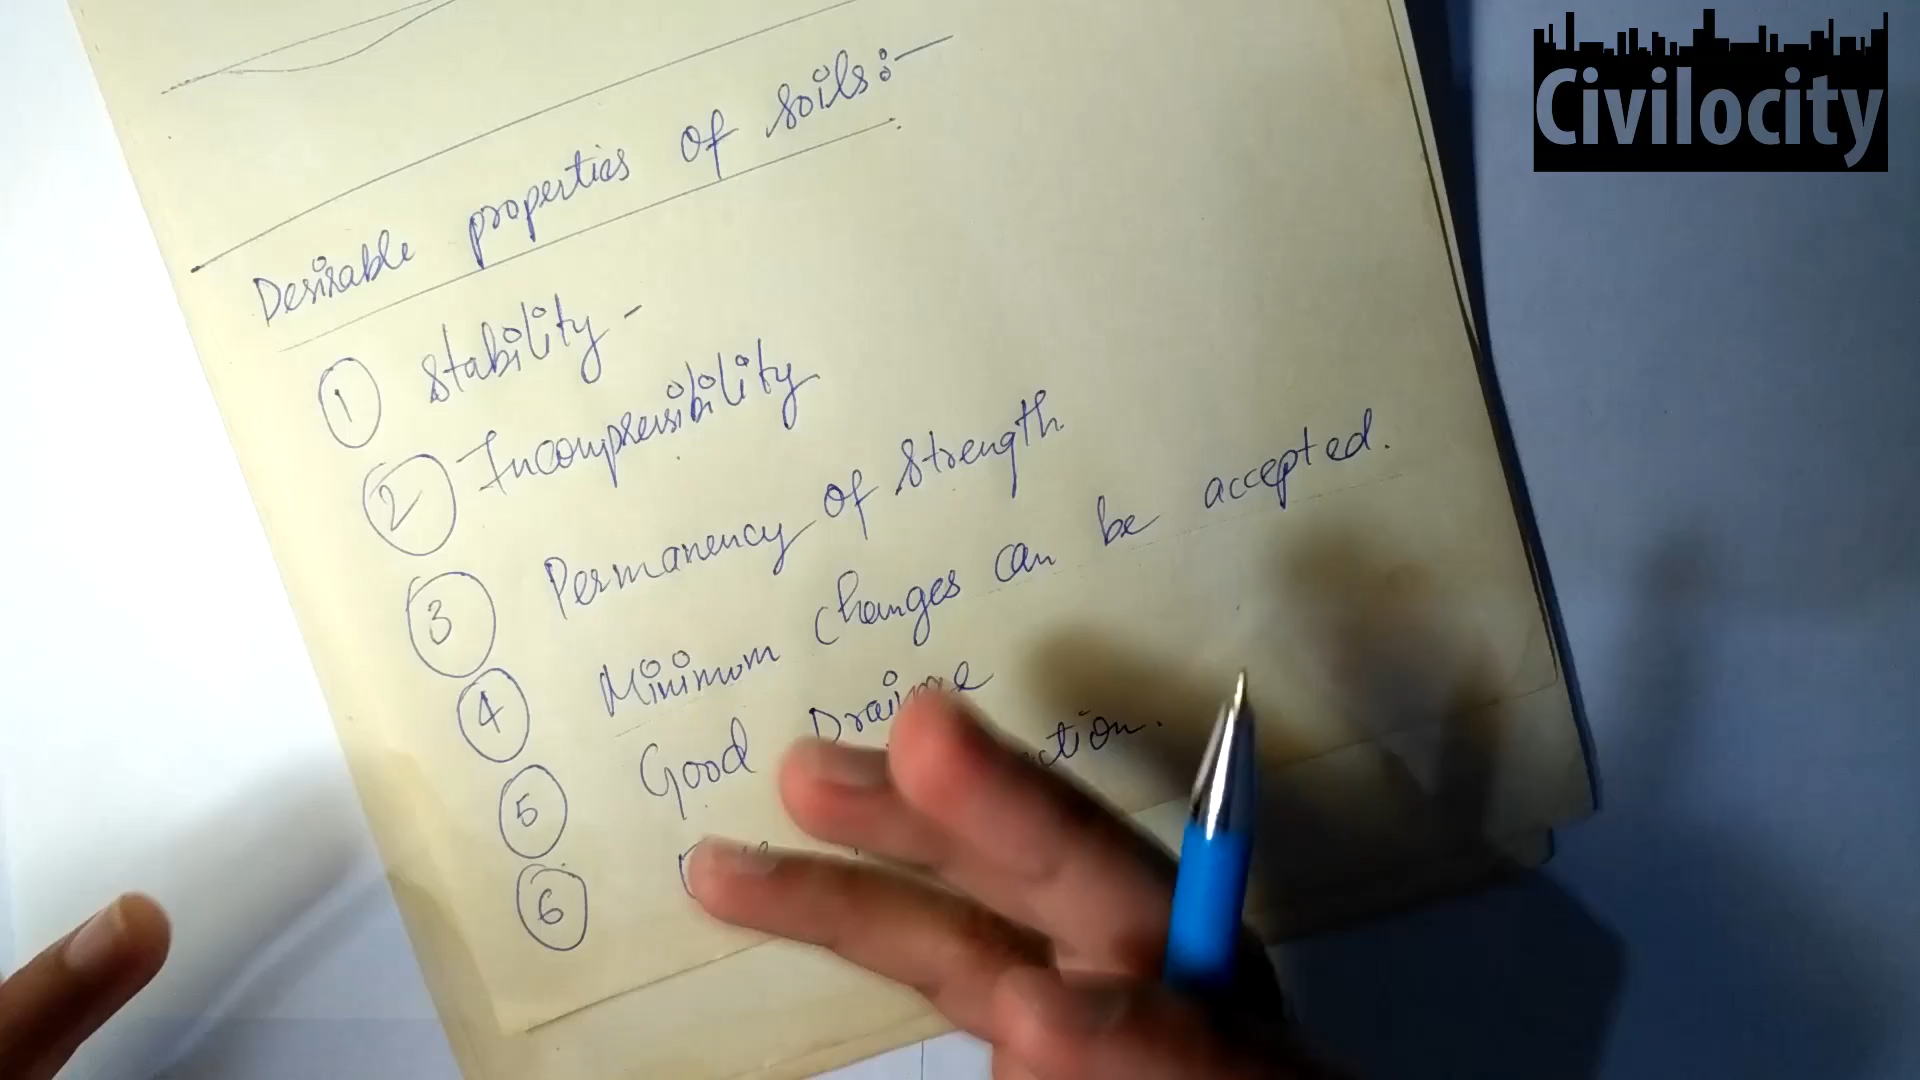 Civilocity
Desirable properties of soils:-
1 Stability -
2 Incompressibility
3 Permanency of Strength
4 Minimum changes can be accepted.
5 Good
6